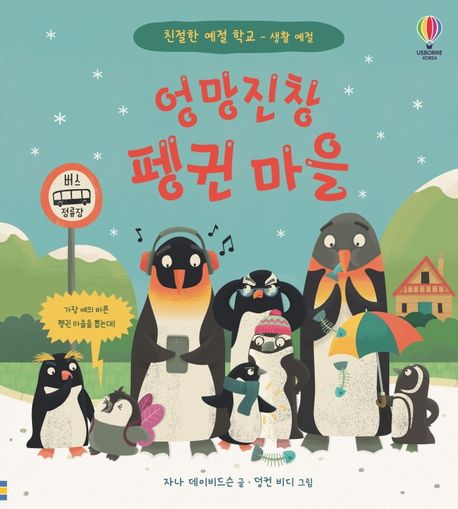 친절한 예절 학교 - 생활 예절
USBORNE
KOREA
엉망진창
펭귄 마을
버스
정류장
가장 예의 바른
펭귄 마을을 뽑는대!
자나 데이비드슨 글 · 덩컨 비디 그림